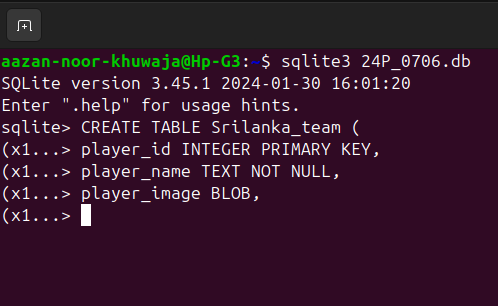 aazan-noor-khuwaja@Hp-G3:~$ sqlite3 24P_0706.db
SQLite version 3.45.1 2024-01-30 16:01:20
Enter ".help" for usage hints.
sqlite> CREATE TABLE Srilanka_team (
(x1...> player_id INTEGER PRIMARY KEY,
(x1...> player_name TEXT NOT NULL,
(x1...> player_image BLOB,
(x1...>